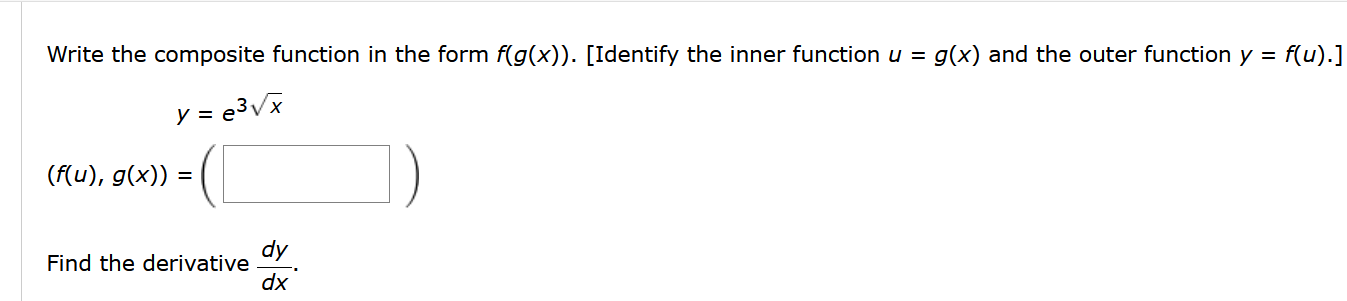 Write the composite function in the form f(g(x)). [Identify the inner function u = g(x) and the outer function y = f(u).]
y = e^{3√x}
(f(u), g(x)) = ( )
Find the derivative dy/dx.